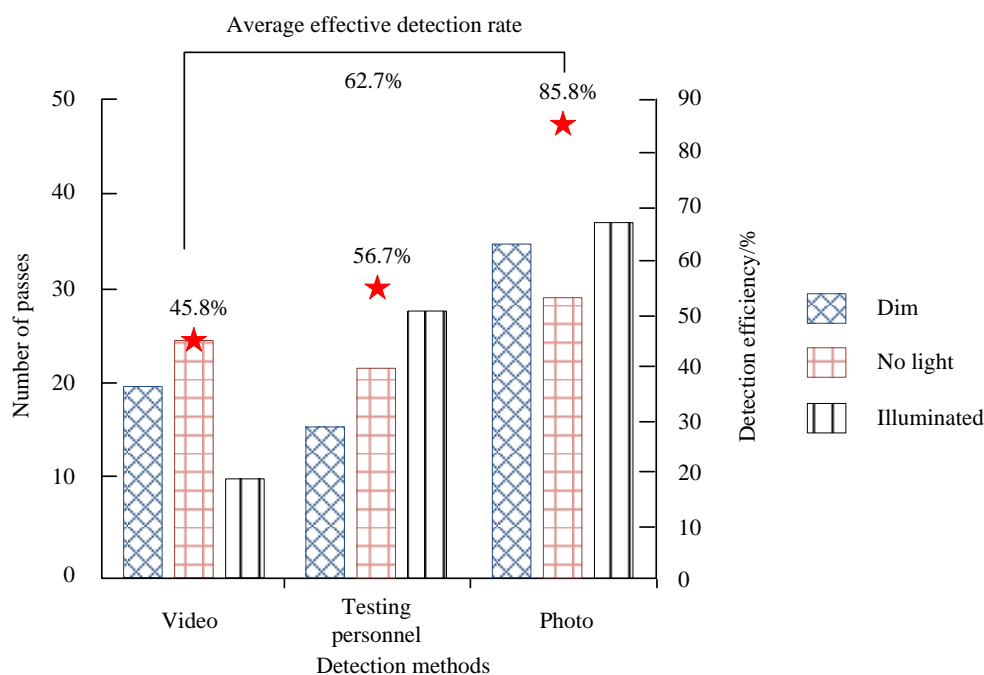 Average effective detection rate
62.7%
85.8%
56.7%
45.8%
Number of passes
50
40
30
20
10
0
90
80
70
60
50
40
30
20
10
0
Detection efficiency/%
Video
Testing
personnel
Photo
Detection methods
Dim
No light
Illuminated